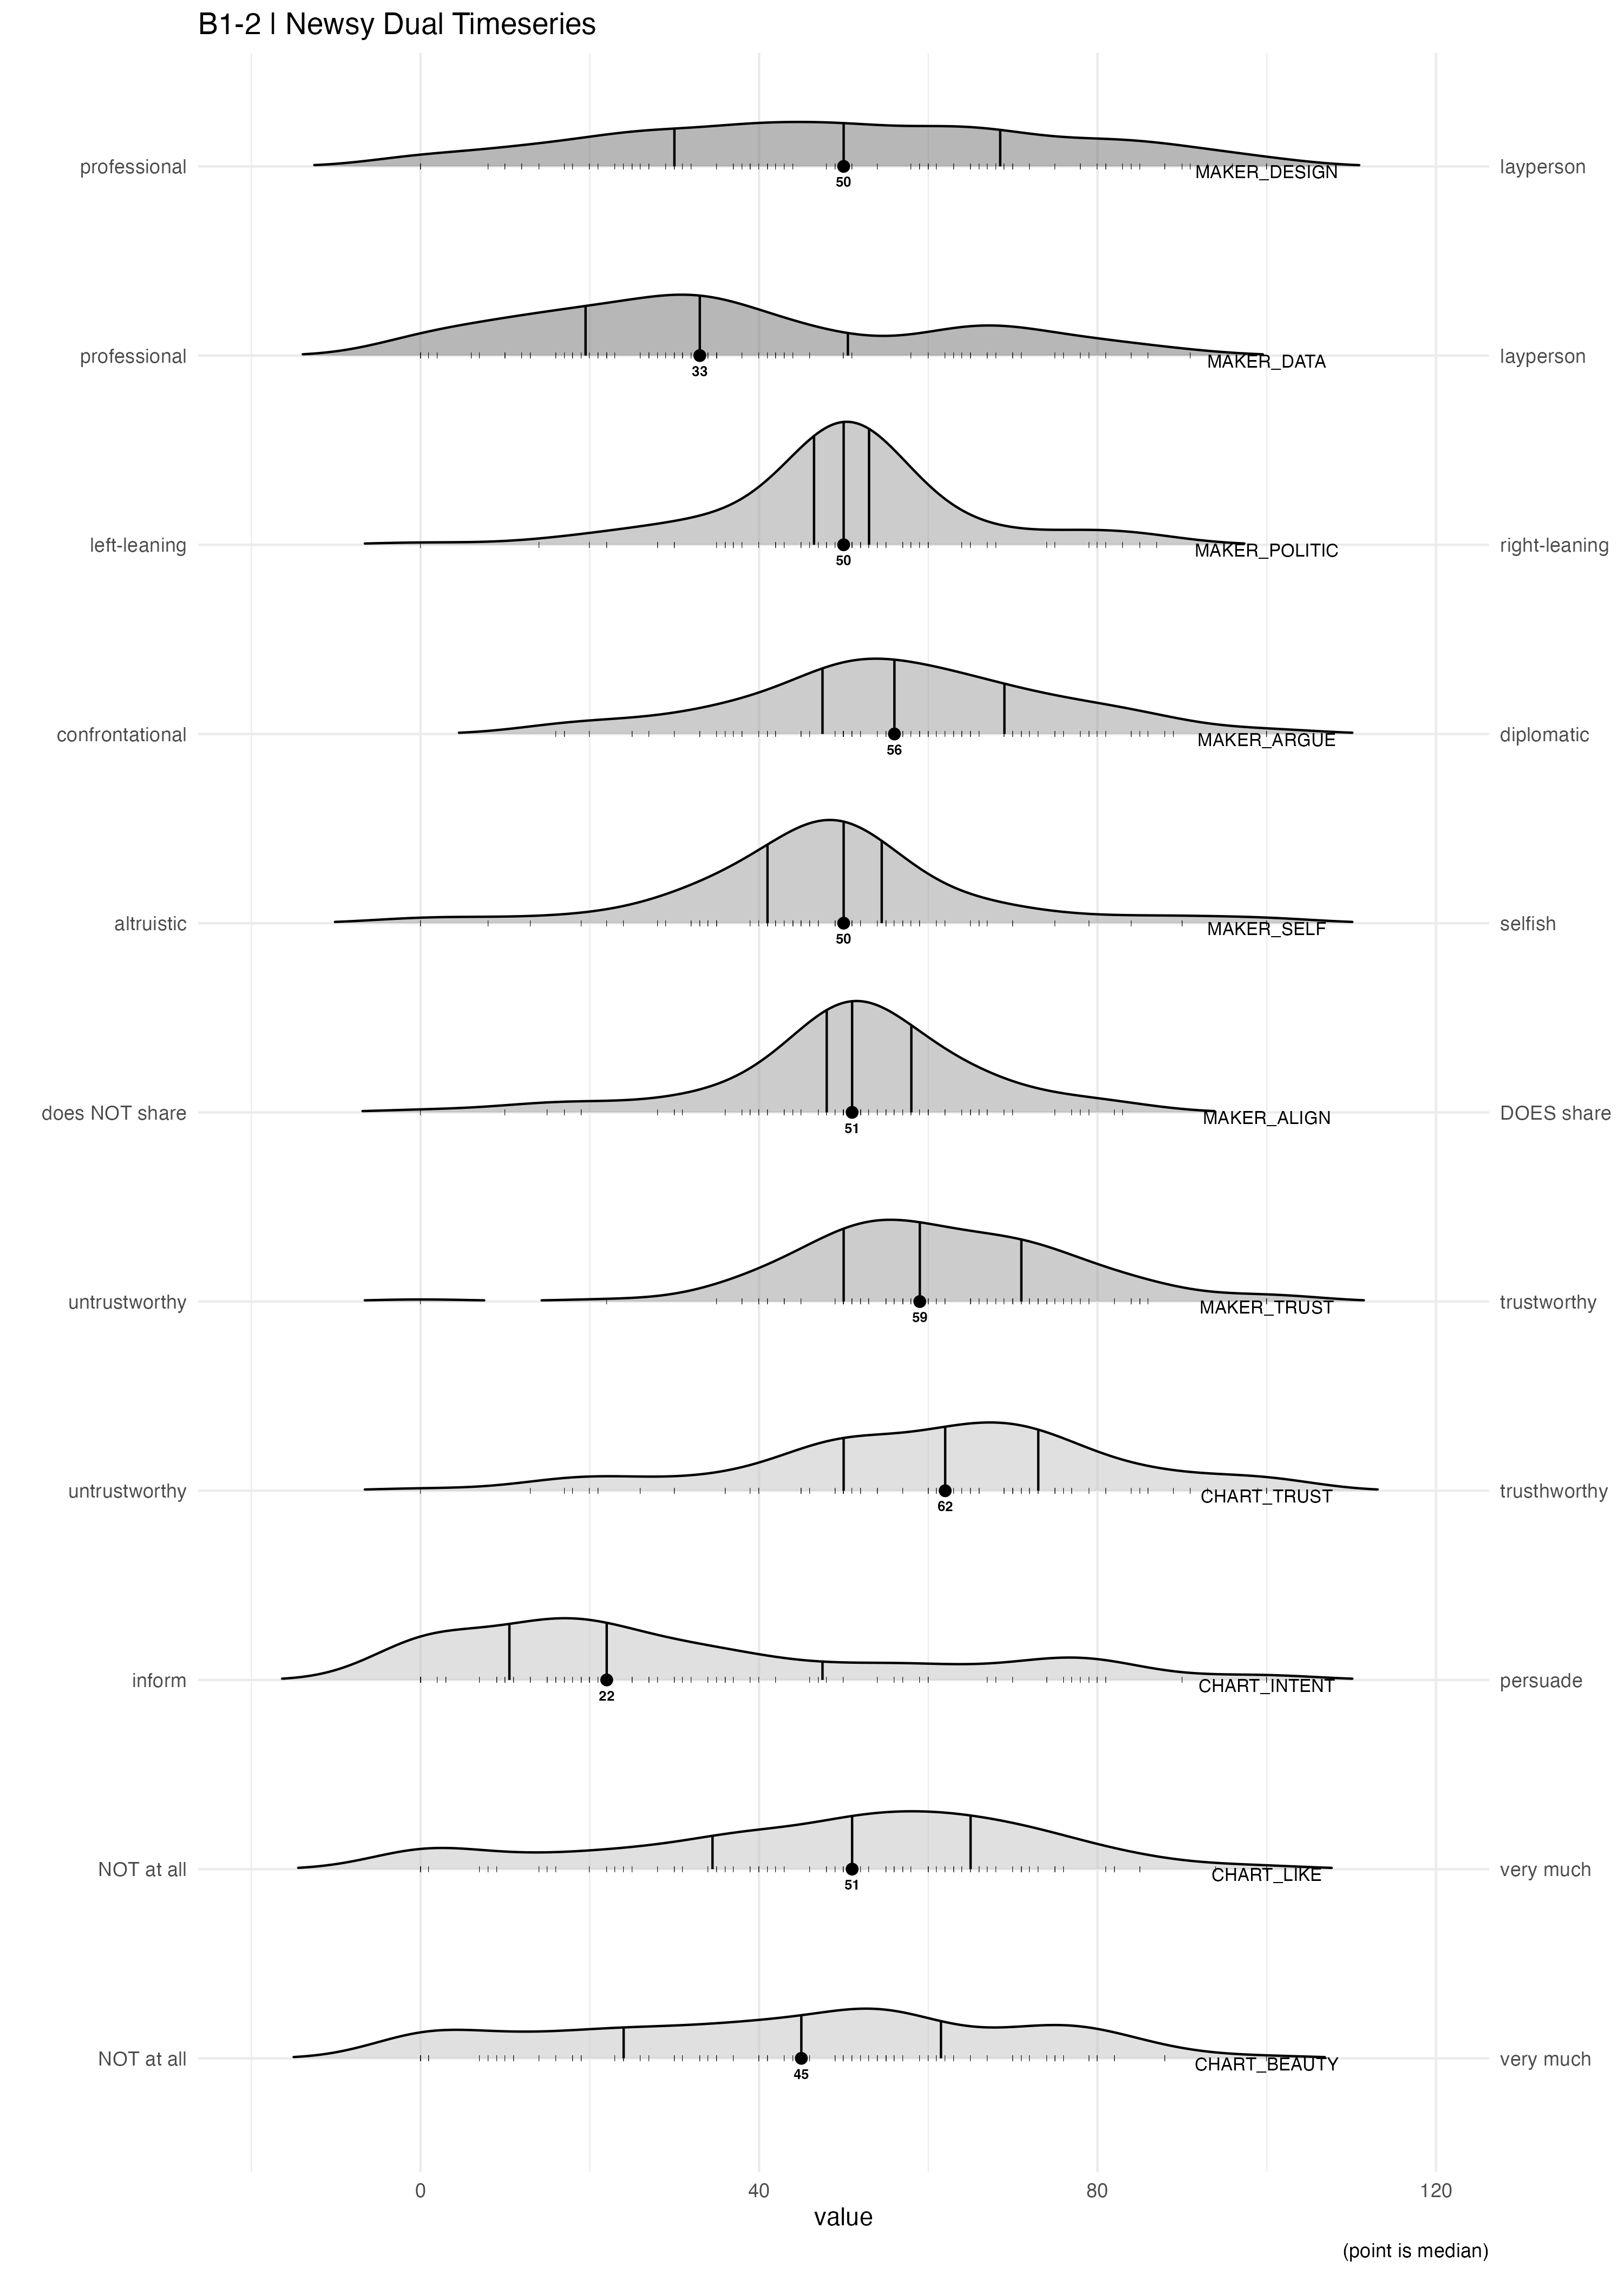 B1-2 | Newsy Dual Timeseries
professional
MAKER_DESIGN
layperson
50
professional
MAKER_DATA
layperson
33
left-leaning
MAKER_POLITIC
right-leaning
50
confrontational
MAKER_ARGUE
diplomatic
56
altruistic
MAKER_SELF
selfish
50
does NOT share
MAKER_ALIGN
DOES share
51
untrustworthy
MAKER_TRUST
trustworthy
59
untrustworthy
CHART_TRUST
trusthworthy
62
inform
CHART_INTENT
persuade
22
NOT at all
CHART_LIKE
very much
51
NOT at all
CHART_BEAUTY
very much
45
0 40 80 120
value
(point is median)